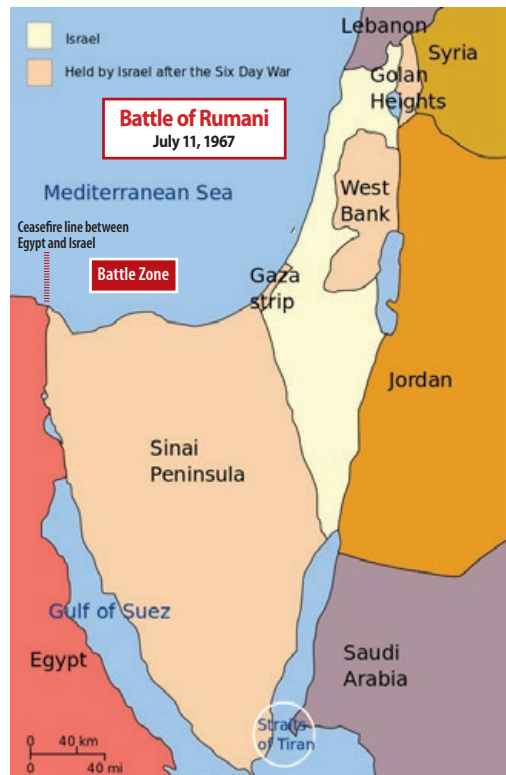 Israel
Held by Israel after the Six Day War
Battle of Rumani
July 11, 1967
Lebanon
Syria
Golan
Heights
Mediterranean Sea
West
Bank
Ceasefire line between
Egypt and Israel
Battle Zone
Gaza
strip
Jordan
Sinai
Peninsula
Gulf of Suez
Egypt
Saudi
Arabia
Straits
of Tiran
0 40 km
0 40 mi